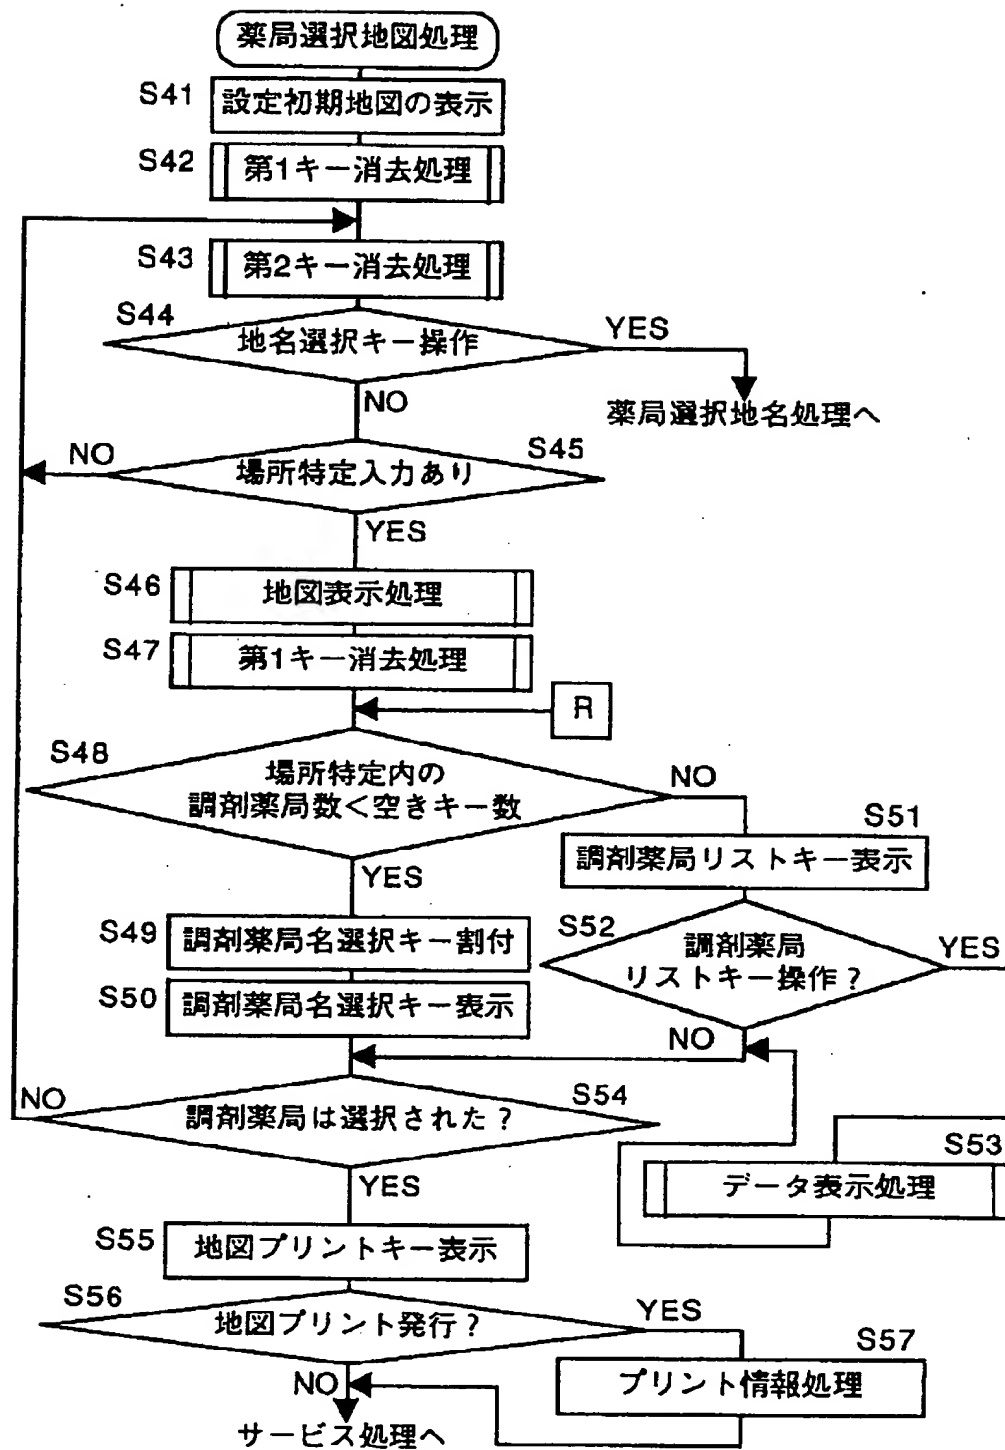 薬局選択地図処理
S41
設定初期地図の表示
S42
第1キー消去処理
S43
第2キー消去処理
S44
地名選択キー操作
YES
NO
薬局選択地名処理へ
S45
NO
場所特定入力あり
YES
S46
地図表示処理
S47
第1キー消去処理
R
S48
場所特定内の
調剤薬局数<空きキー数
NO
YES
S51
調剤薬局リストキー表示
S49
調剤薬局名選択キー割付
S52
調剤薬局
リストキー操作?
YES
S50
調剤薬局名選択キー表示
NO
NO
調剤薬局は選択された?
S54
YES
S53
データ表示処理
S55
地図プリントキー表示
S56
地図プリント発行?
YES
S57
プリント情報処理
NO
サービス処理へ